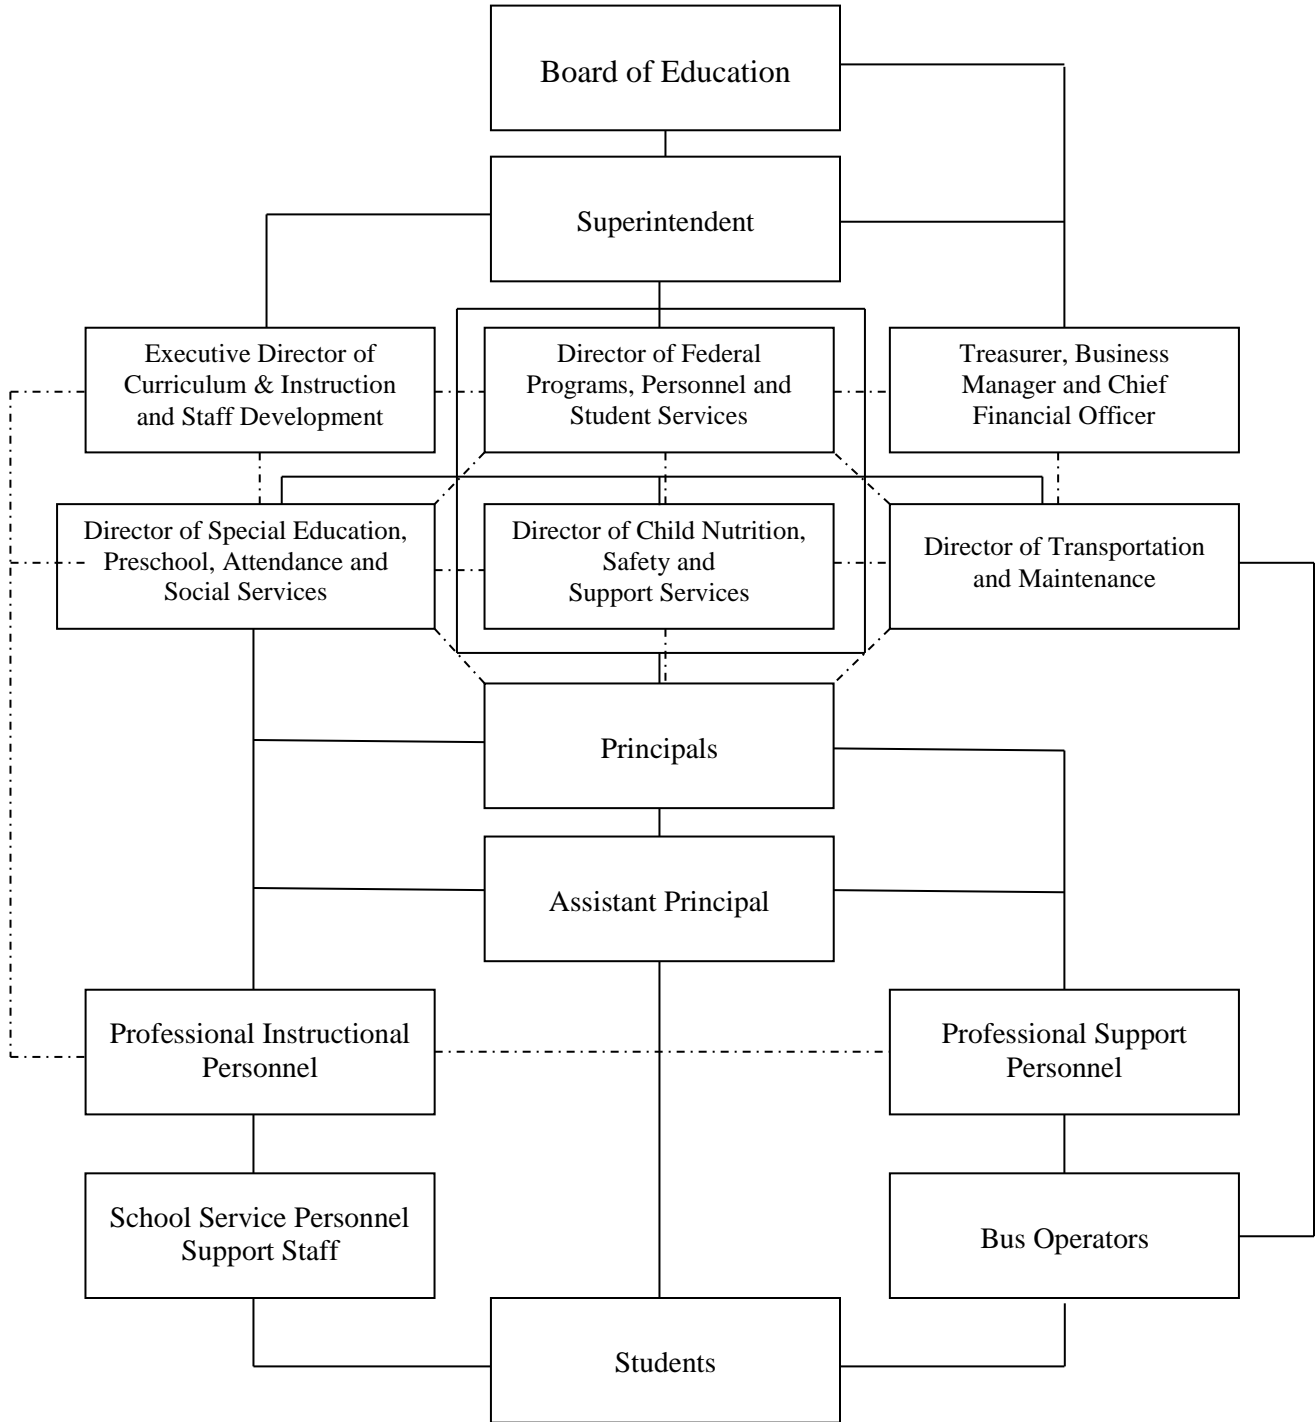 Board of Education
Superintendent
Executive Director of
Curriculum & Instruction
and Staff Development
Director of Federal
Programs, Personnel and
Student Services
Treasurer, Business
Manager and Chief
Financial Officer
Director of Special Education,
Preschool, Attendance and
Social Services
Director of Child Nutrition,
Safety and
Support Services
Director of Transportation
and Maintenance
Principals
Assistant Principal
Professional Instructional
Personnel
Professional Support
Personnel
School Service Personnel
Support Staff
Bus Operators
Students